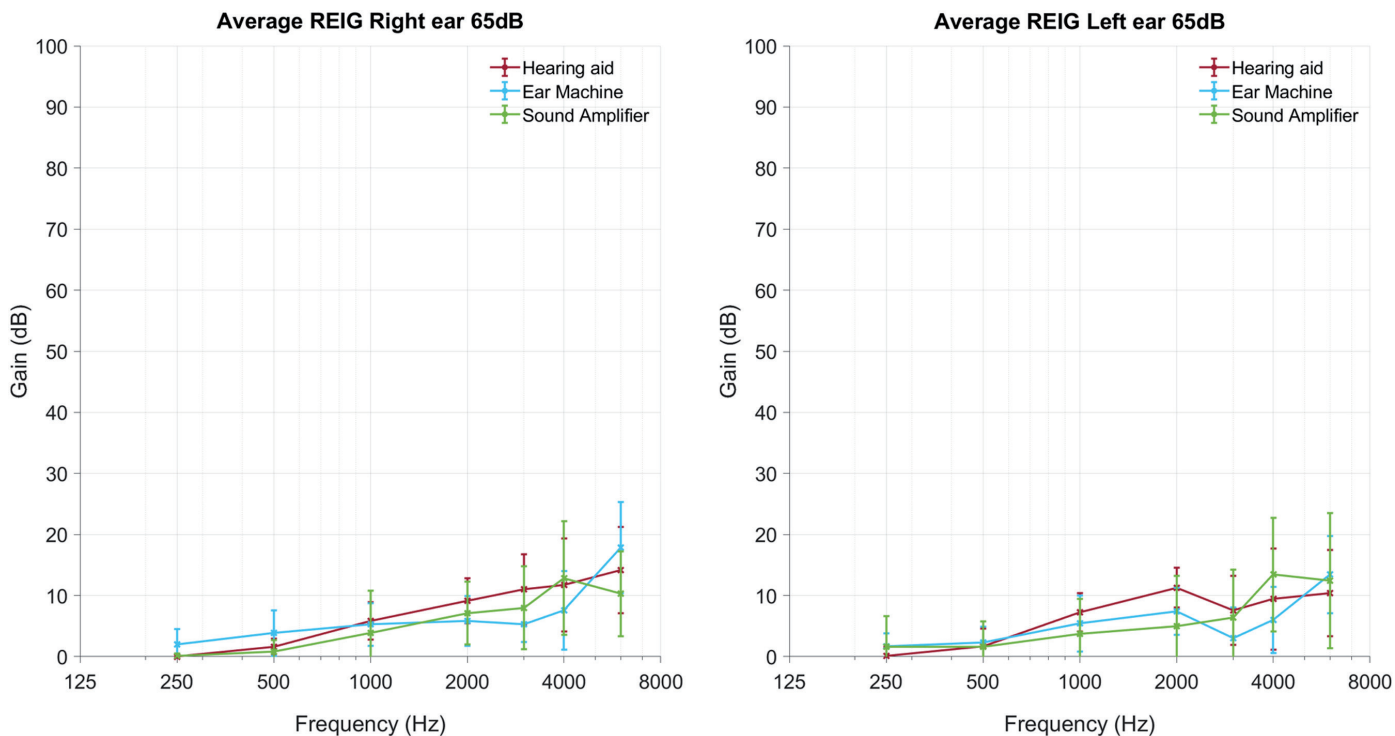 Average REIG Right ear 65dB
Hearing aid
Ear Machine
Sound Amplifier
100
90
80
70
60
50
40
30
20
10
0
Gain (dB)
125 250 500 1000 2000 4000 8000
Frequency (Hz)
Average REIG Left ear 65dB
Hearing aid
Ear Machine
Sound Amplifier
100
90
80
70
60
50
40
30
20
10
0
Gain (dB)
125 250 500 1000 2000 4000 8000
Frequency (Hz)